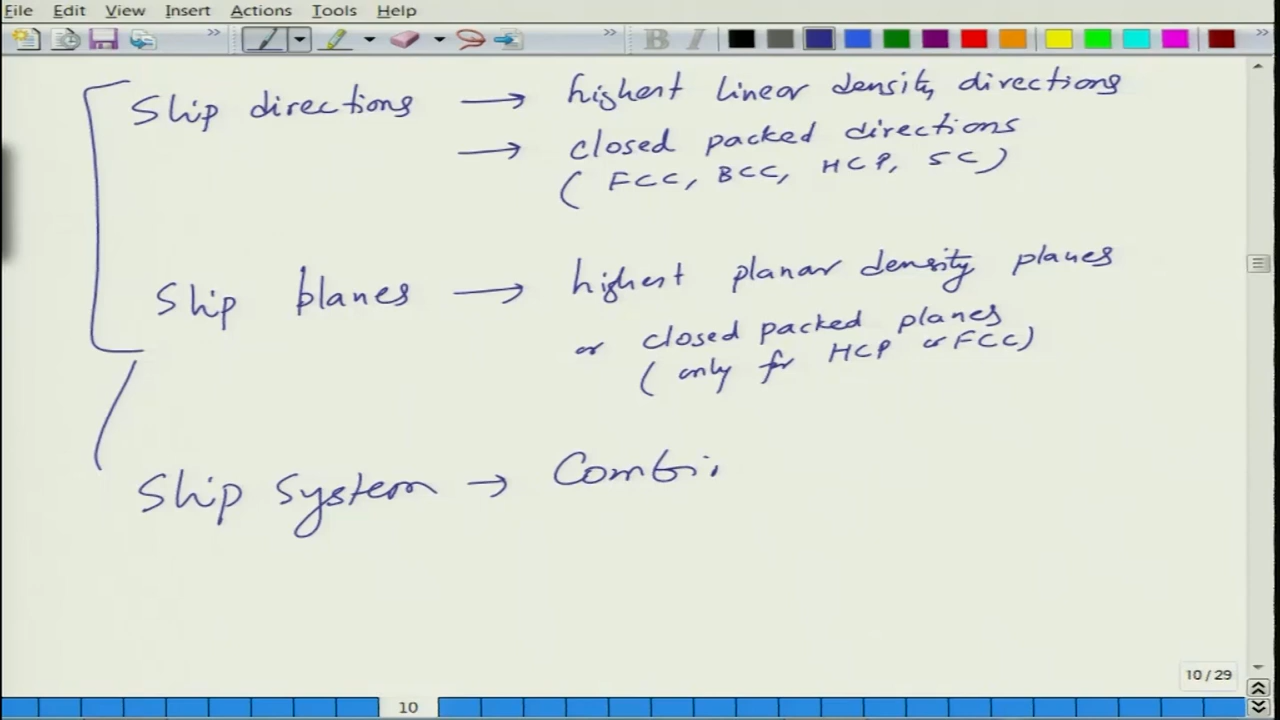 File Edit View Insert Actions Tools Help
B I
Slip directions → highest linear density directions
→ closed packed directions
( FCC, BCC, HCP, SC )
Slip planes → highest planar density planes
or closed packed planes
( only for HCP or FCC )
Slip System → Combi
10 / 29
10